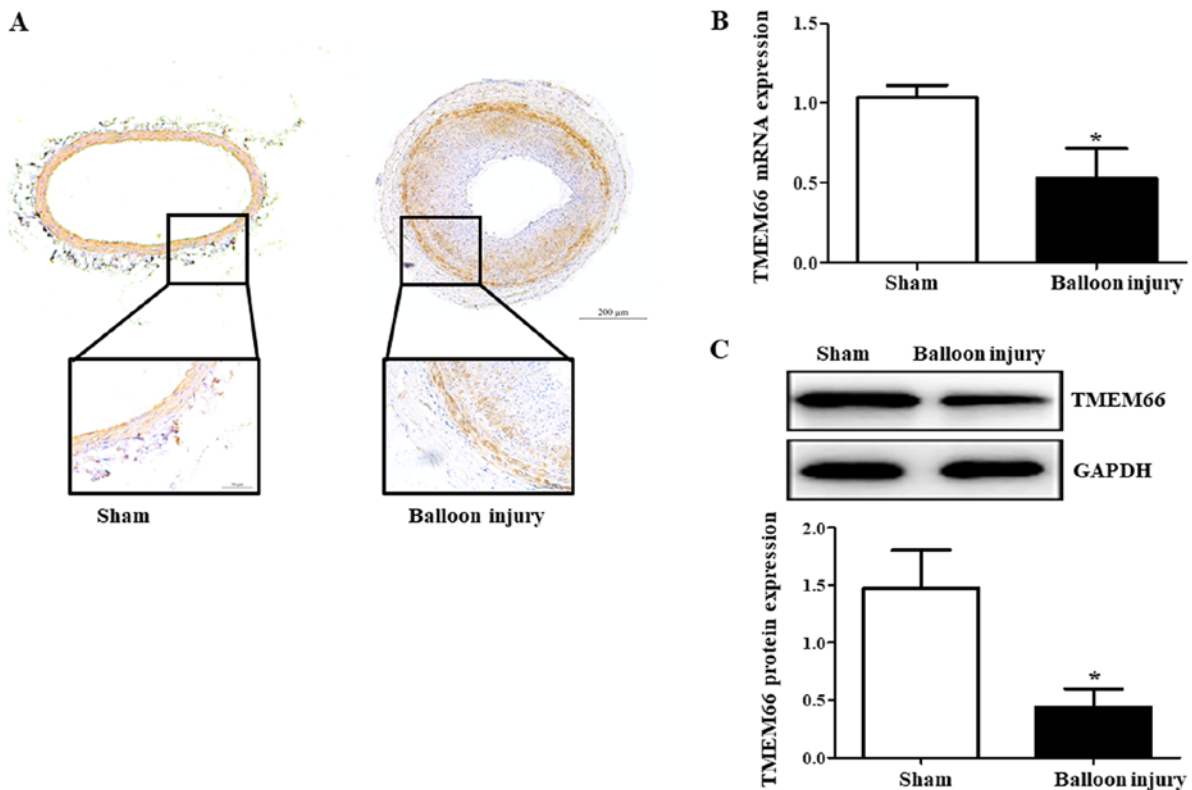 A
200 µm
Sham
Balloon injury
B
TMEM66 mRNA expression
1.5
1.0
0.5
0.0
*
Sham
Balloon injury
C
Sham
Balloon injury
TMEM66
GAPDH
TMEM66 protein expression
2.0
1.5
1.0
0.5
0.0
*
Sham
Balloon injury